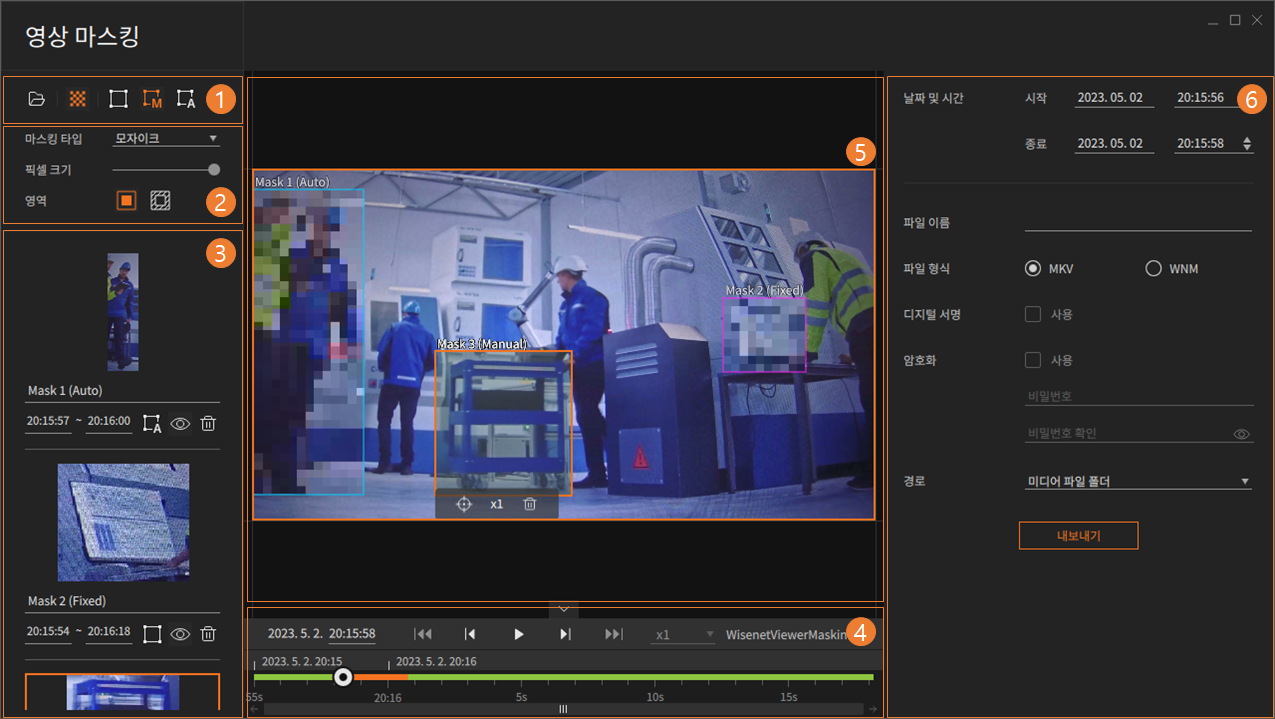 영상 마스킹
M
A
1
마스킹 타입
모자이크
픽셀 크기
영역
2
3
Mask 1 (Auto)
20:15:57 ~ 20:16:00
A
Mask 2 (Fixed)
20:15:54 ~ 20:16:18
5
Mask 1 (Auto)
Mask 2 (Fixed)
Mask 3 (Manual)
x1
2023. 5. 2. 20:15:58
x1
WisenetViewerMaskin
4
2023. 5. 2. 20:15
2023. 5. 2. 20:16
55s
20:16
5s
10s
15s
날짜 및 시간
시작
2023. 05. 02
20:15:56
6
종료
2023. 05. 02
20:15:58
파일 이름
파일 형식
MKV
WNM
디지털 서명
사용
암호화
사용
비밀번호
비밀번호 확인
경로
미디어 파일 폴더
내보내기